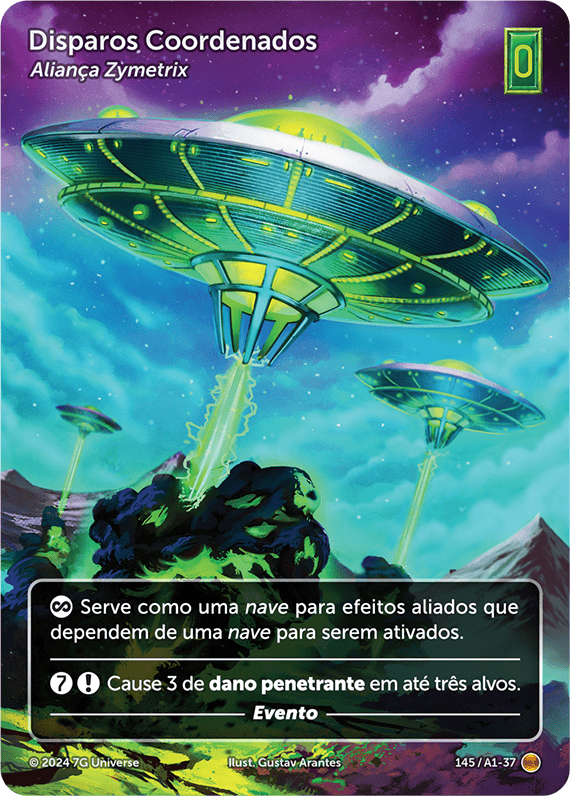 Disparos Coordenados
Aliança Zymetrix
0
∞ Serve como uma nave para efeitos aliados que
dependem de uma nave para serem ativados.
7 ! Cause 3 de dano penetrante em até três alvos.
Evento
© 2024 7G Universe Ilust. Gustav Arantes 145 / A1-37